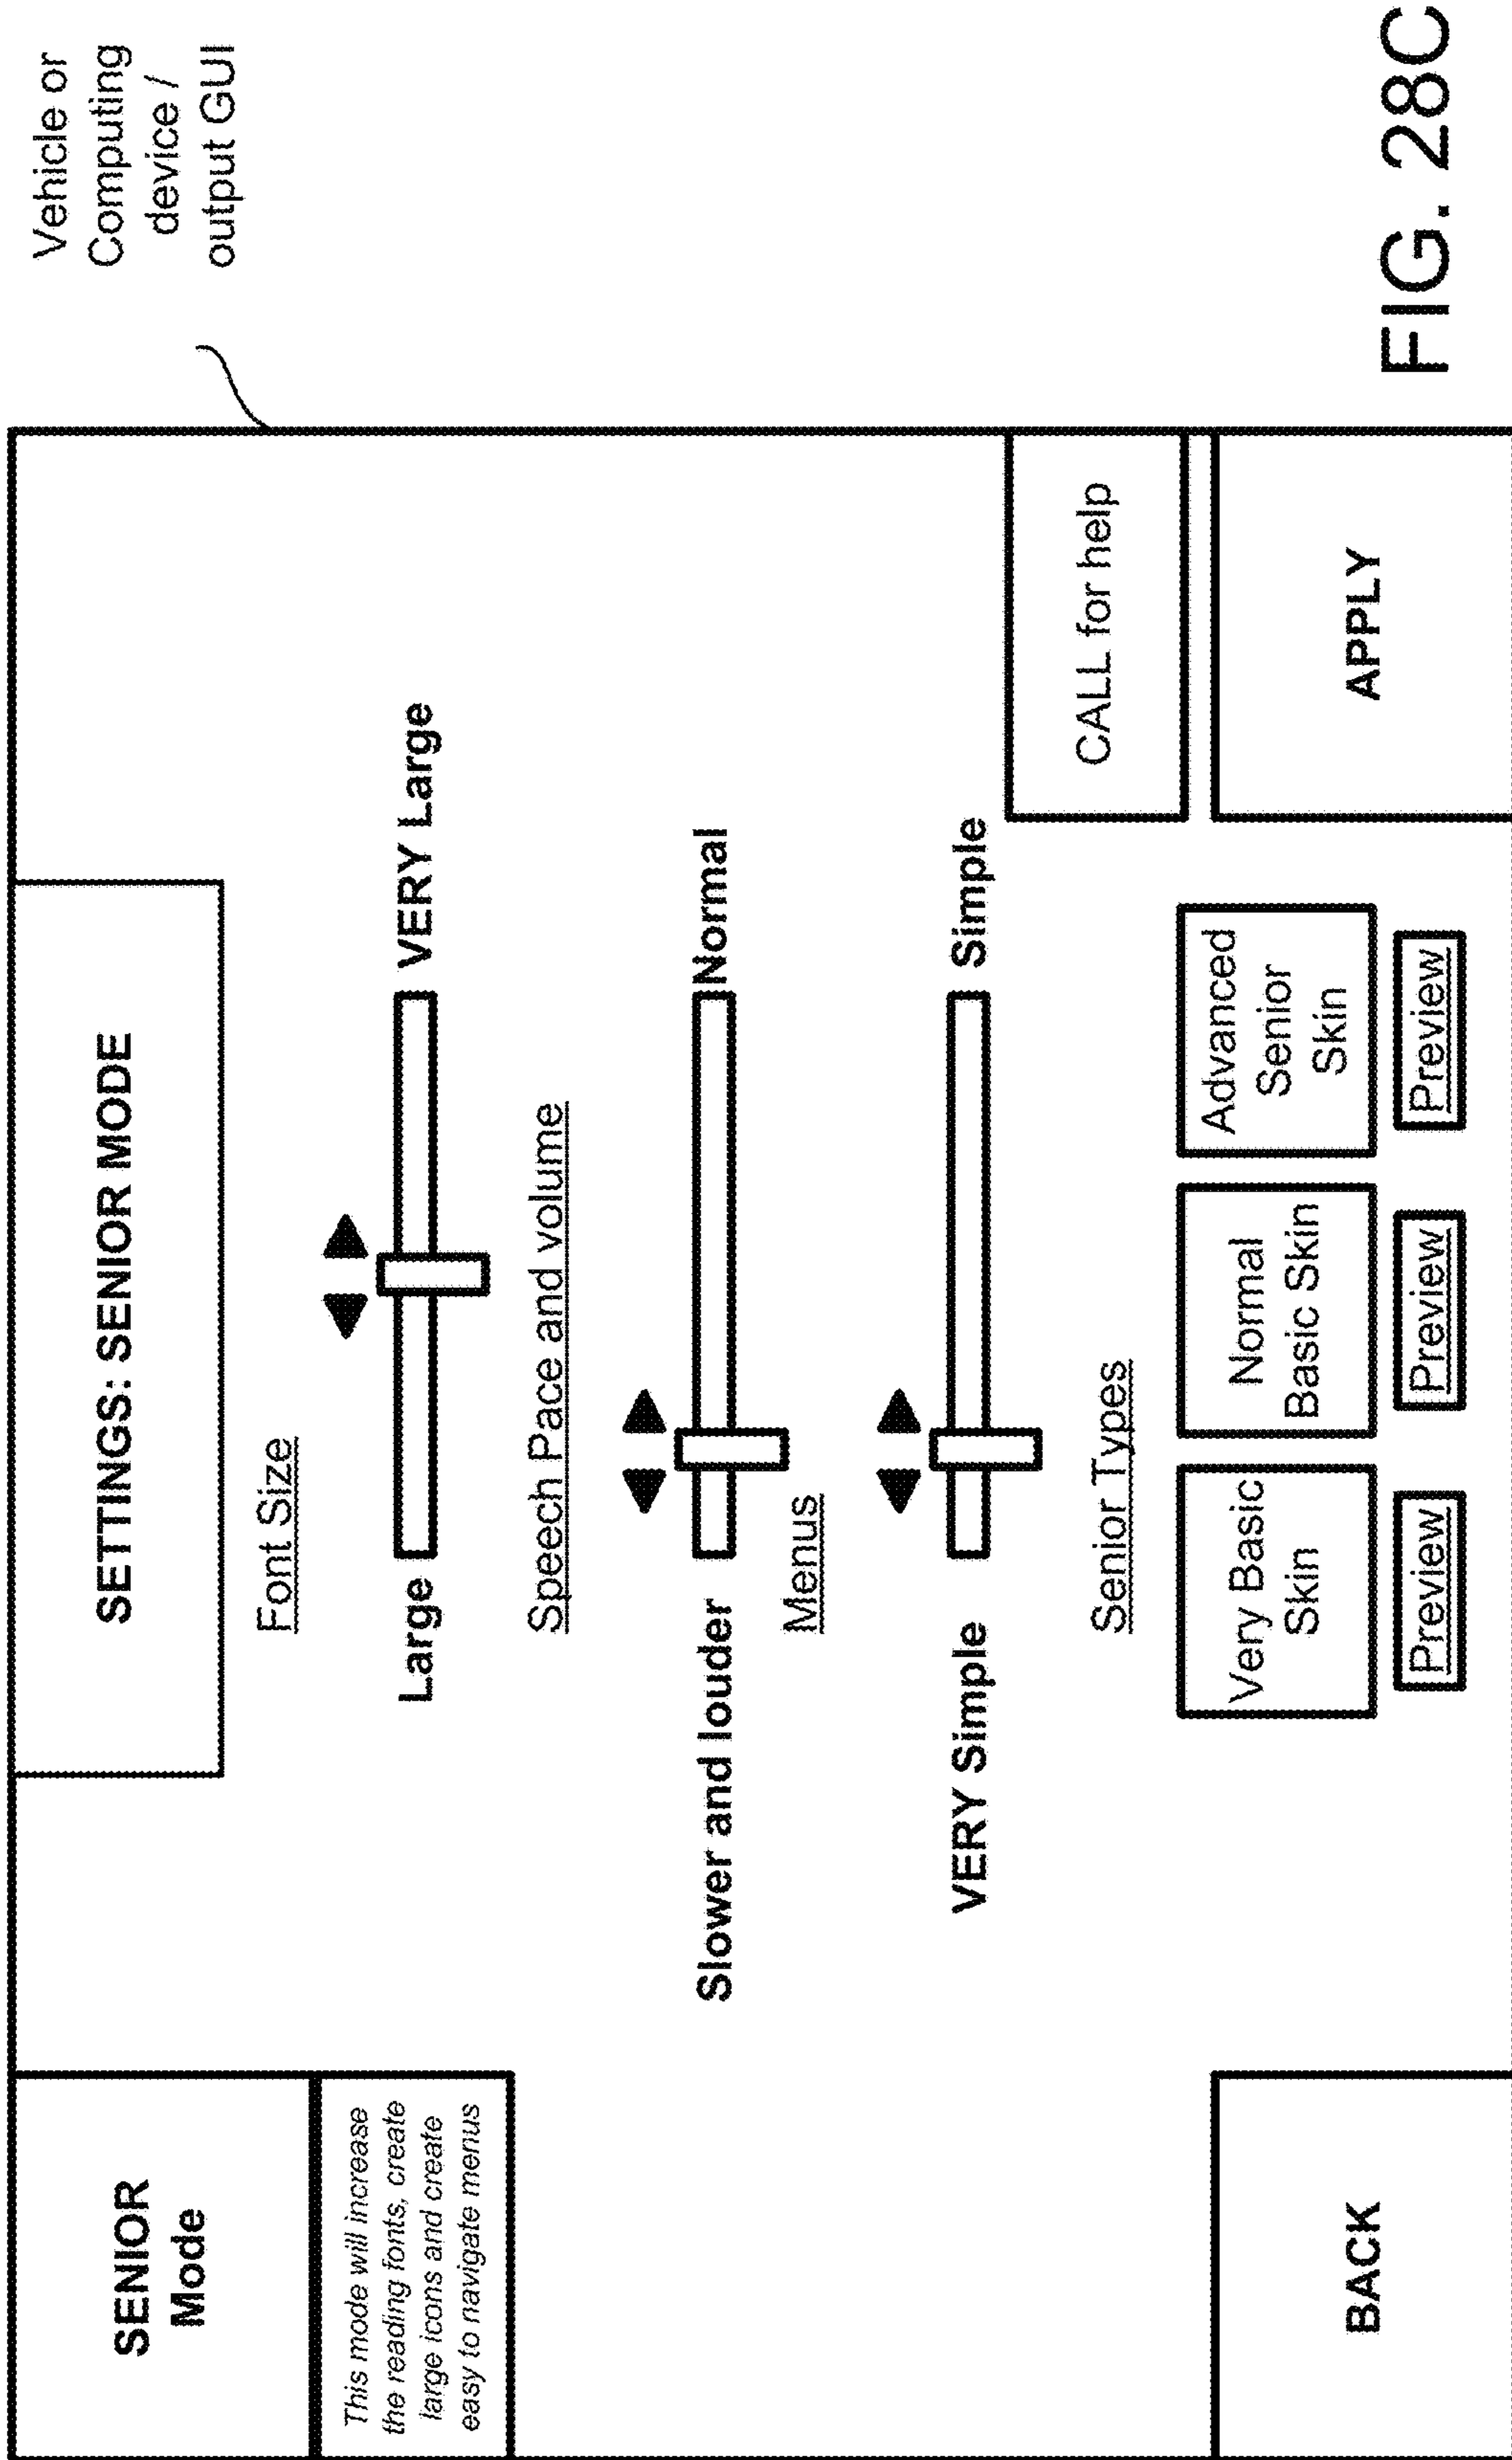 SENIOR
Mode
This mode will increase
the reading fonts, create
large icons and create
easy to navigate menus
SETTINGS: SENIOR MODE
Vehicle or
Computing
device /
output GUI
Font Size
Large
VERY Large
Speech Pace and volume
Slower and louder
Normal
Menus
VERY Simple
Simple
Senior Types
Very Basic
Skin
Normal
Basic Skin
Advanced
Senior
Skin
Preview
Preview
Preview
CALL for help
BACK
APPLY
FIG. 28C